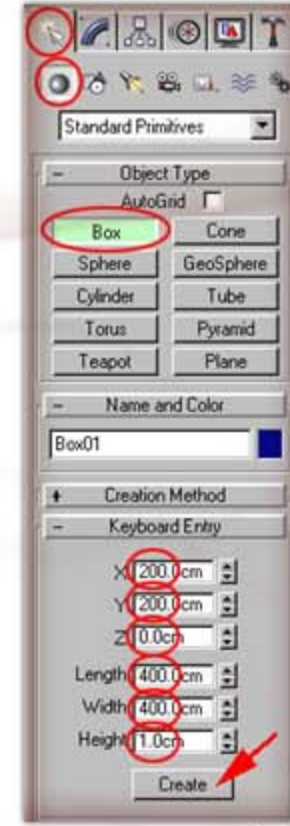 Standard Primitives
- Object Type
AutoGrid
Box Cone
Sphere GeoSphere
Cylinder Tube
Torus Pyramid
Teapot Plane
- Name and Color
Box01
+ Creation Method
- Keyboard Entry
X 200.0cm
Y 200.0cm
Z 0.0cm
Length 400.0cm
Width 400.0cm
Height 1.0cm
Create